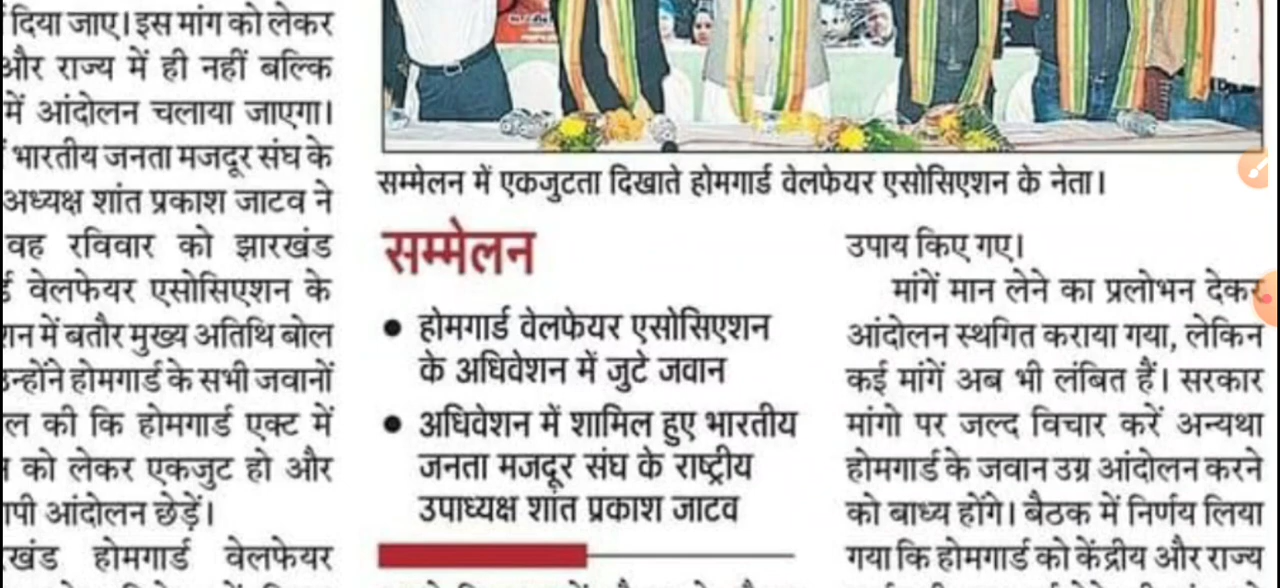 दिया जाए। इस मांग को लेकर
और राज्य में ही नहीं बल्कि
में आंदोलन चलाया जाएगा।
भारतीय जनता मजदूर संघ के
अध्यक्ष शांत प्रकाश जाटव ने
वह रविवार को झारखंड
वेलफेयर एसोसिएशन के
में बतौर मुख्य अतिथि बोल
उन्होंने होमगार्ड के सभी जवानों
की कि होमगार्ड एक्ट में
को लेकर एकजुट हो और
आंदोलन छेड़ें।
होमगार्ड वेलफेयर
सम्मेलन में एकजुटता दिखाते होमगार्ड वेलफेयर एसोसिएशन के नेता।
सम्मेलन
● होमगार्ड वेलफेयर एसोसिएशन
के अधिवेशन में जुटे जवान
● अधिवेशन में शामिल हुए भारतीय
जनता मजदूर संघ के राष्ट्रीय
उपाध्यक्ष शांत प्रकाश जाटव
उपाय किए गए।
मांगें मान लेने का प्रलोभन देकर
आंदोलन स्थगित कराया गया, लेकिन
कई मांगें अब भी लंबित हैं। सरकार
मांगो पर जल्द विचार करें अन्यथा
होमगार्ड के जवान उग्र आंदोलन करने
को बाध्य होंगे। बैठक में निर्णय लिया
गया कि होमगार्ड को केंद्रीय और राज्य